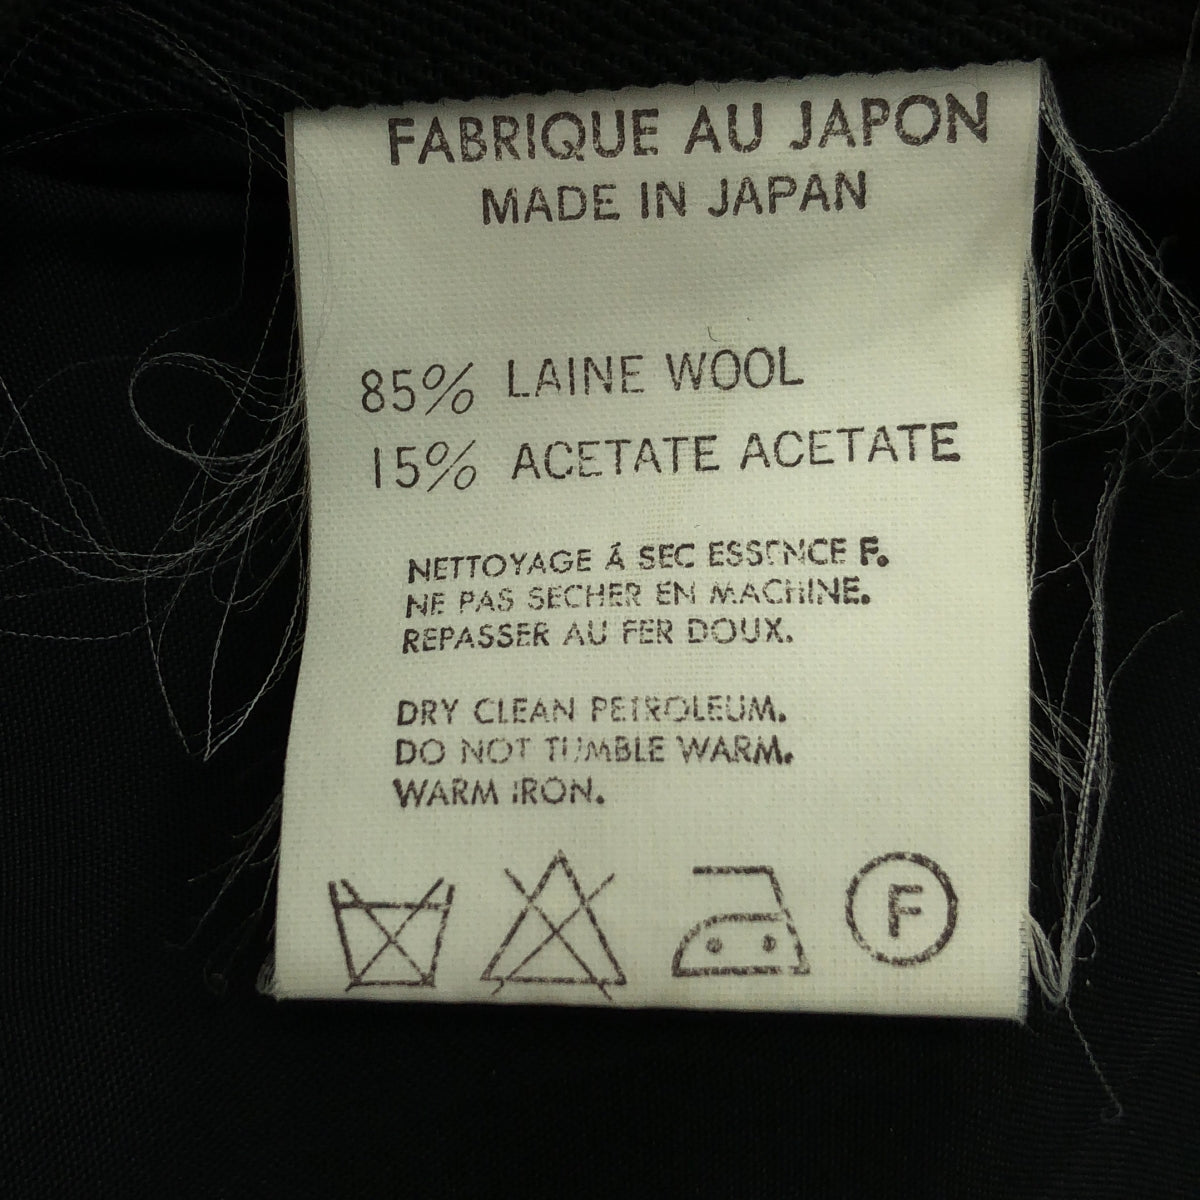 FABRIQUE AU JAPON
MADE IN JAPAN
85% LAINE WOOL
15% ACETATE ACETATE
NETTOYAGE Á SEC ESSENCE F.
NE PAS SECHER EN MACHINE.
REPASSER AU FER DOUX.
DRY CLEAN PETROLEUM.
DO NOT TUMBLE WARM.
WARM IRON.
F